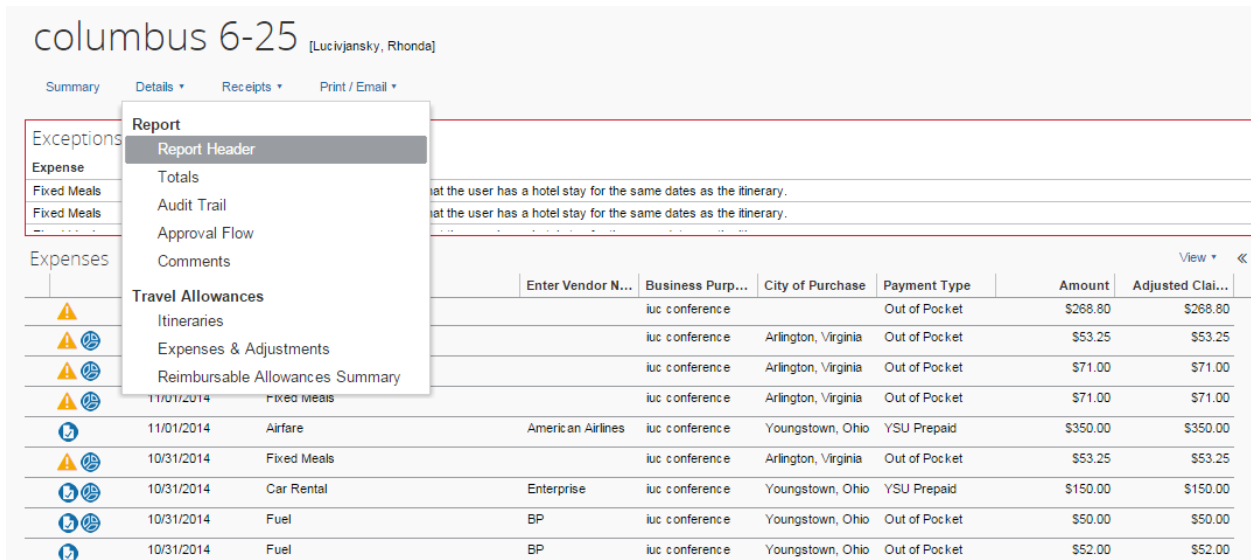 columbus 6-25 [Lucivjansky, Rhonda]
Summary Details Receipts Print / Email
Report
Report Header
Totals
Audit Trail
Approval Flow
Comments
Travel Allowances
Itineraries
Expenses & Adjustments
Reimbursable Allowances Summary
Exceptions
Expense
Fixed Meals hat the user has a hotel stay for the same dates as the itinerary.
Fixed Meals hat the user has a hotel stay for the same dates as the itinerary.
Expenses View
Enter Vendor N... Business Purp... City of Purchase Payment Type Amount Adjusted Clai...
iuc conference Out of Pocket $268.80 $268.80
iuc conference Arlington, Virginia Out of Pocket $53.25 $53.25
iuc conference Arlington, Virginia Out of Pocket $71.00 $71.00
11/01/2014 Fixed Meals iuc conference Arlington, Virginia Out of Pocket $71.00 $71.00
11/01/2014 Airfare American Airlines iuc conference Youngstown, Ohio YSU Prepaid $350.00 $350.00
10/31/2014 Fixed Meals iuc conference Arlington, Virginia Out of Pocket $53.25 $53.25
10/31/2014 Car Rental Enterprise iuc conference Youngstown, Ohio YSU Prepaid $150.00 $150.00
10/31/2014 Fuel BP iuc conference Youngstown, Ohio Out of Pocket $50.00 $50.00
10/31/2014 Fuel BP iuc conference Youngstown, Ohio Out of Pocket $52.00 $52.00